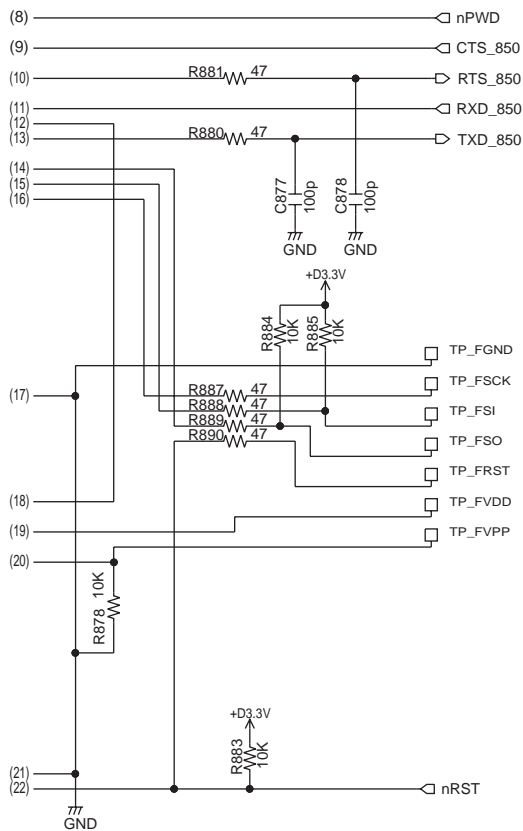 (8) nPWD
(9) CTS_850
(10) R881 47 RTS_850
(11) RXD_850
(12)
(13) R880 47 TXD_850
(14)
(15)
(16)
C877 100p
C878 100p
GND GND
+D3.3V
R884 10K
R885 10K
TP_FGND
(17) R887 47 TP_FSCK
R888 47 TP_FSI
R889 47 TP_FSO
R890 47 TP_FRST
(18) TP_FVDD
(19) TP_FVPP
(20)
R878 10K
+D3.3V
R883 10K
(21)
(22) nRST
GND